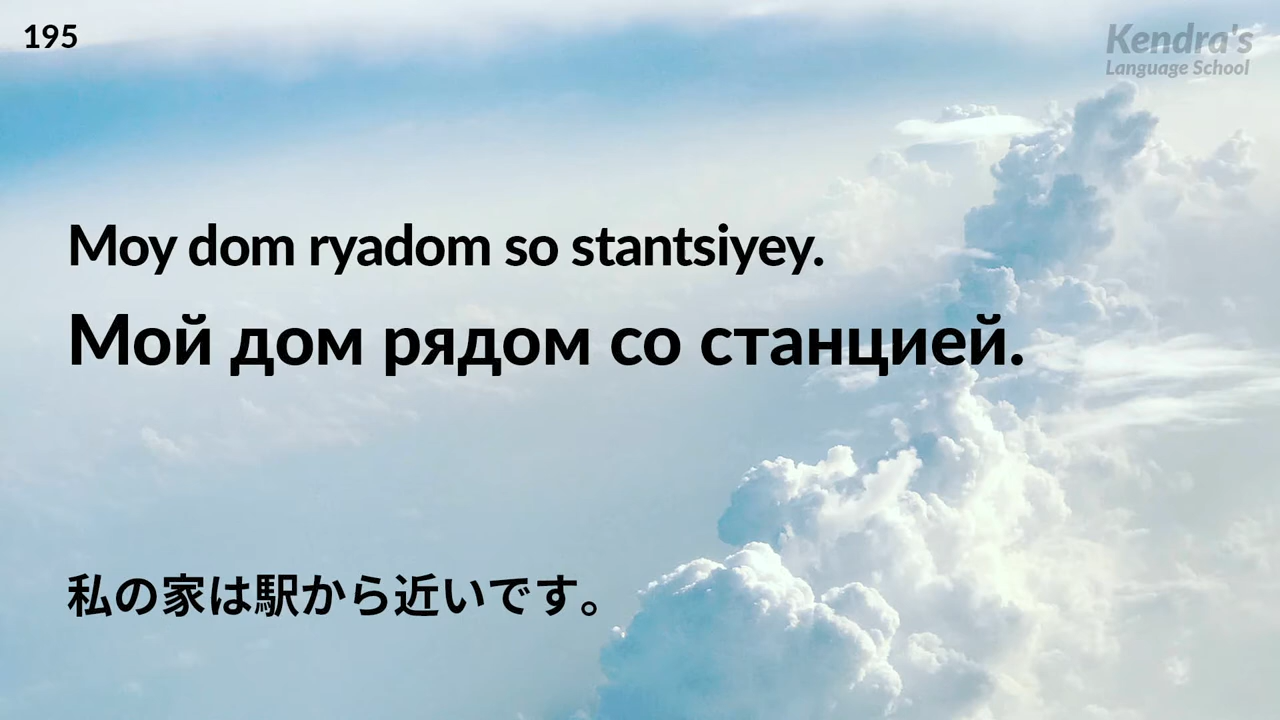 195
Kendra's
Language School
Moy dom ryadom so stantsiyey.
Мой дом рядом со станцией.
私の家は駅から近いです。